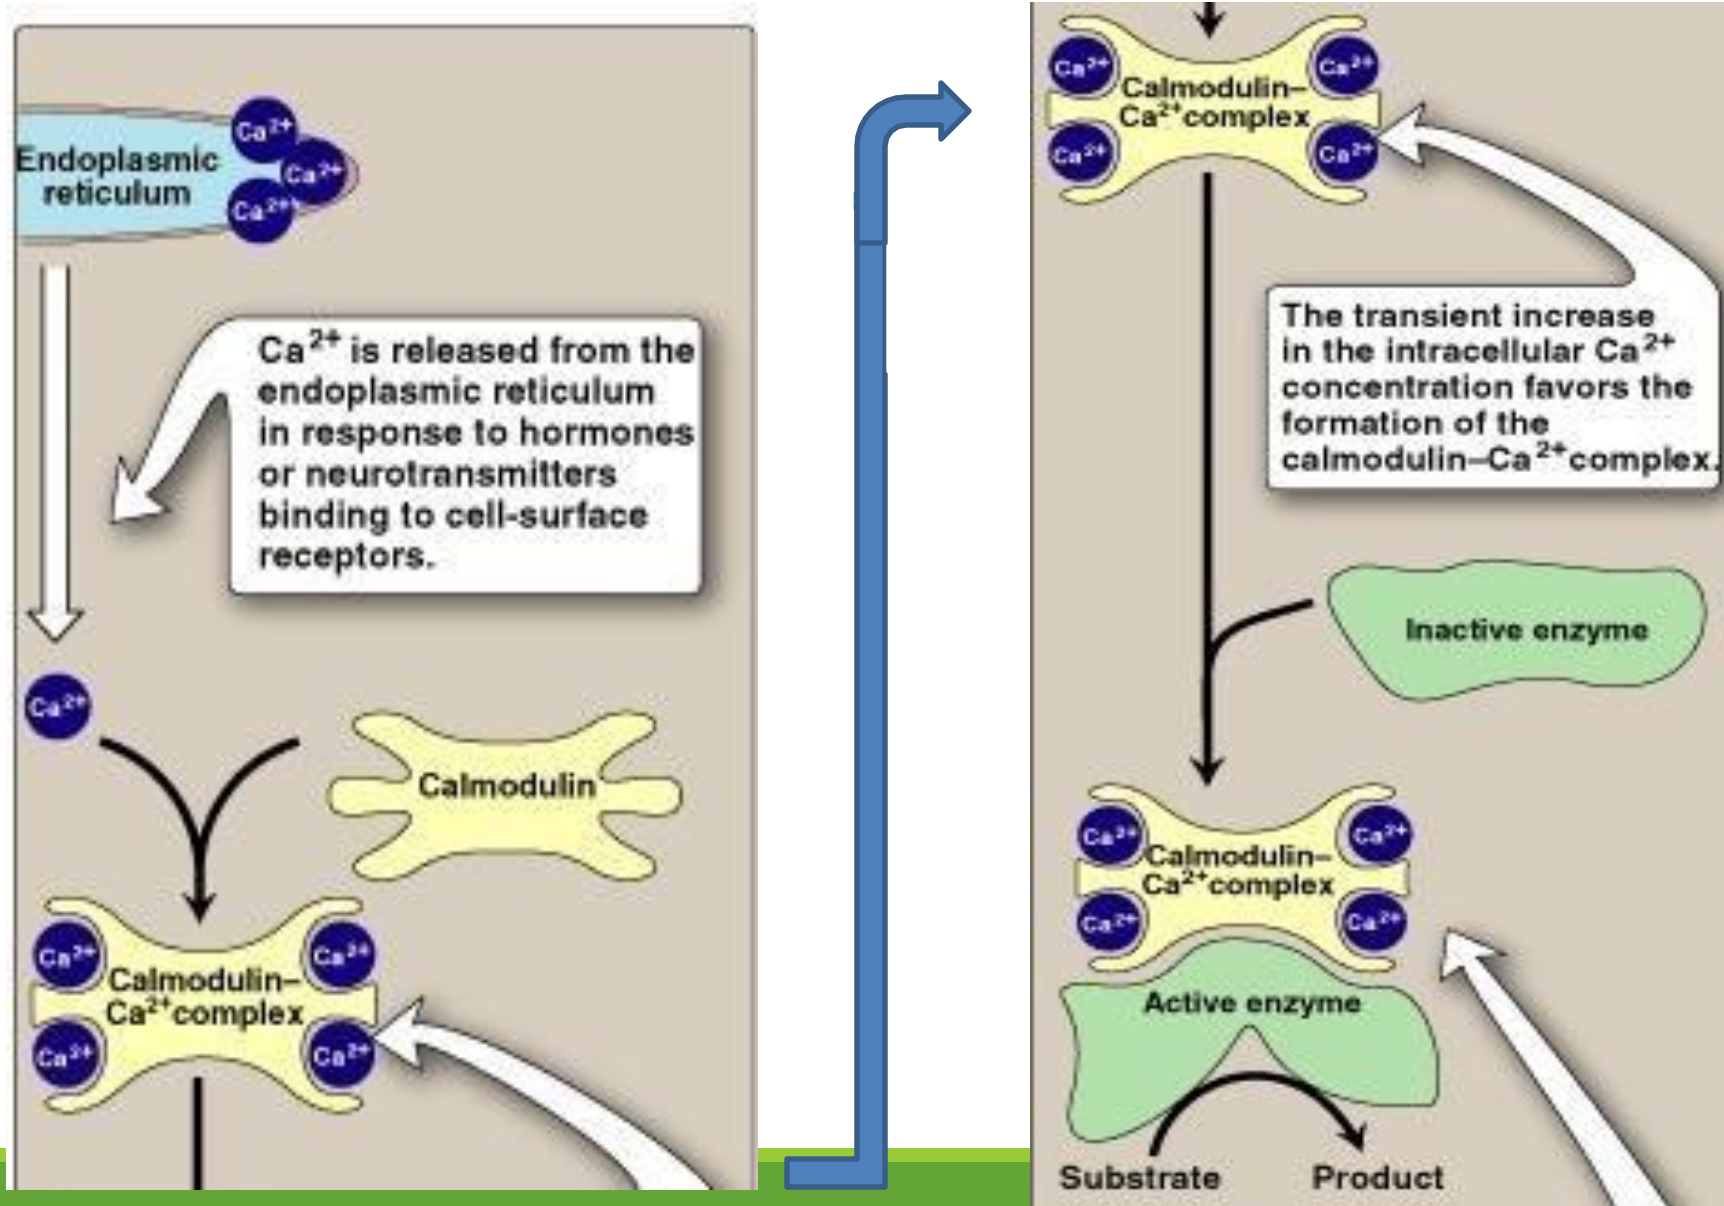 Ca2+
Endoplasmic
reticulum
Ca2+
Ca2+
Ca2+ is released from the
endoplasmic reticulum
in response to hormones
or neurotransmitters
binding to cell-surface
receptors.
Ca2+
Calmodulin
Ca2+
Ca2+
Calmodulin–
Ca2+complex
Ca2+
Ca2+
Ca2+
Ca2+
Calmodulin–
Ca2+complex
Ca2+
Ca2+
The transient increase
in the intracellular Ca2+
concentration favors the
formation of the
calmodulin–Ca2+complex.
Inactive enzyme
Ca2+
Ca2+
Calmodulin–
Ca2+complex
Ca2+
Ca2+
Active enzyme
Substrate
Product